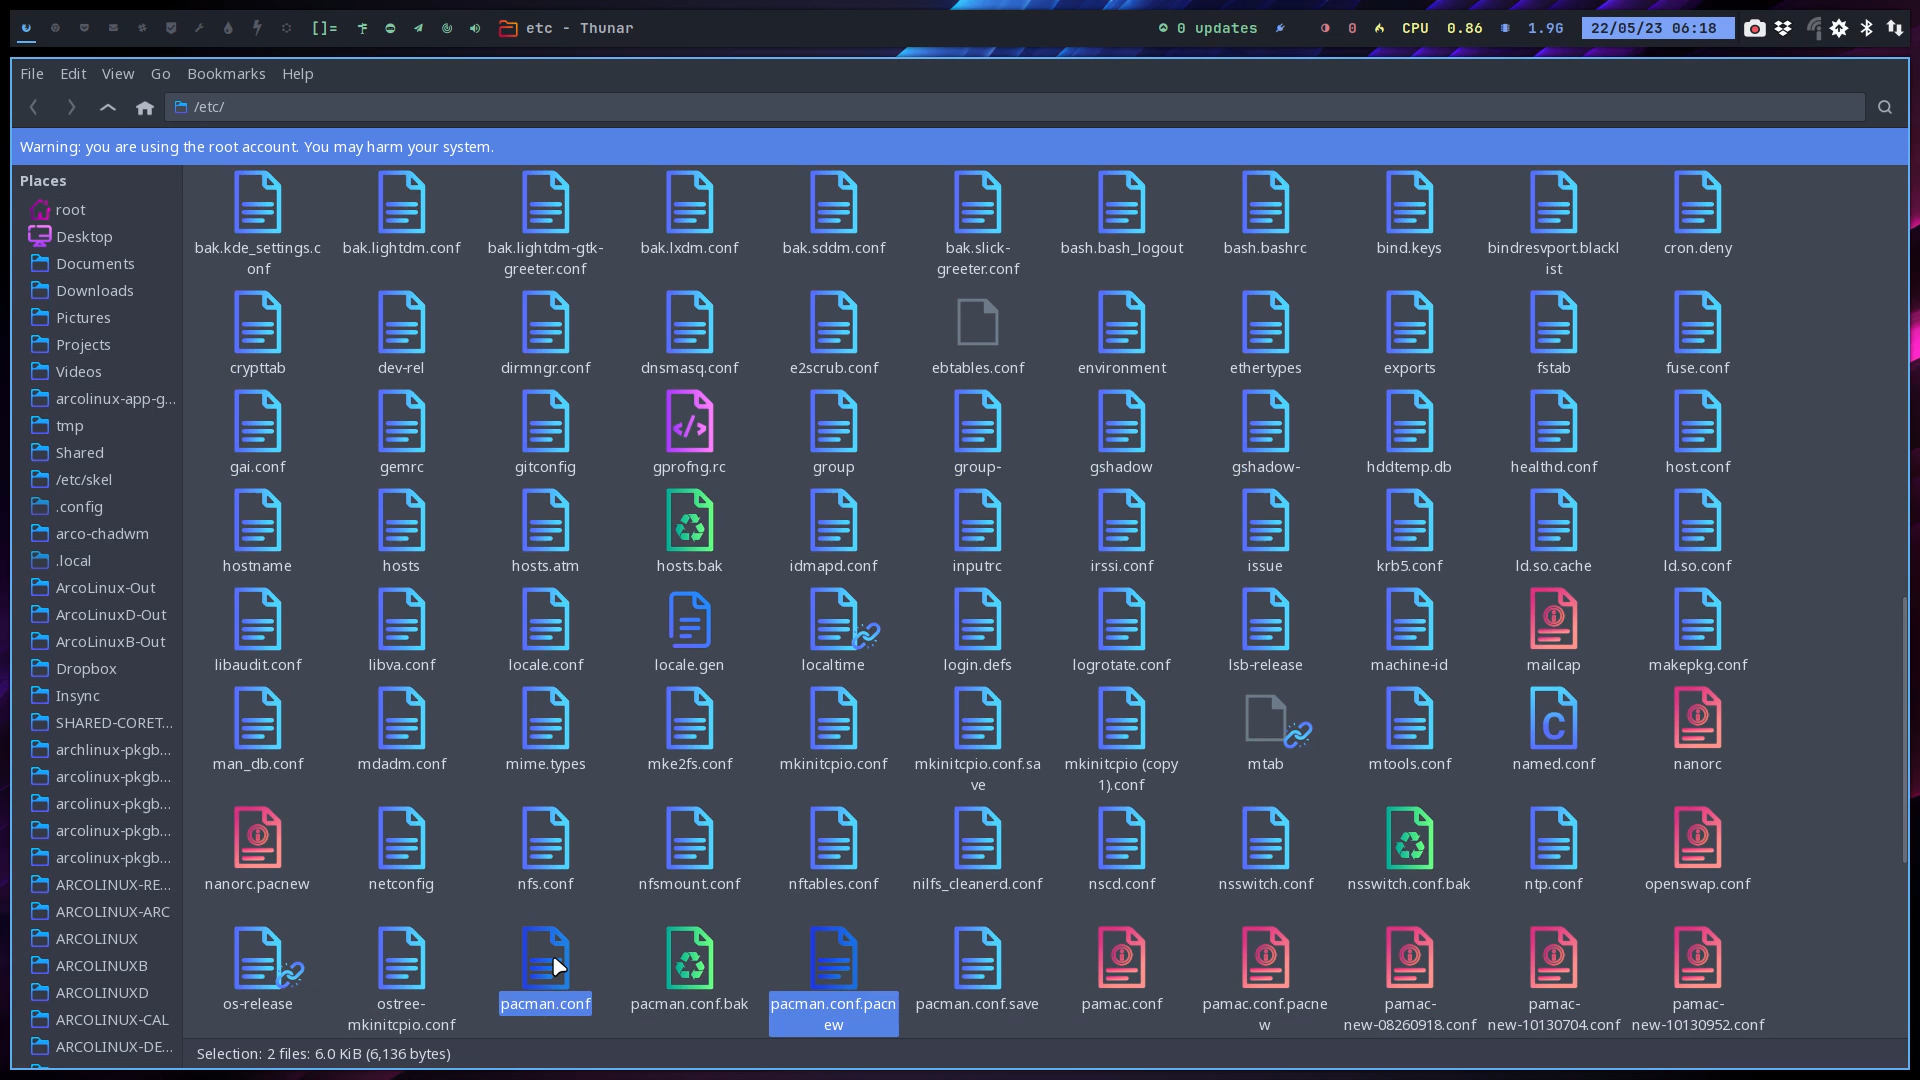 []= etc - Thunar 0 updates 0 CPU 0.86 1.9G 22/05/23 06:18
File Edit View Go Bookmarks Help
/etc/
Warning: you are using the root account. You may harm your system.
Places
root
Desktop
Documents
Downloads
Pictures
Projects
Videos
arcolinux-app-g...
tmp
Shared
/etc/skel
.config
arco-chadwm
.local
ArcoLinux-Out
ArcoLinuxD-Out
ArcoLinuxB-Out
Dropbox
Insync
SHARED-CORET...
archlinux-pkgb...
arcolinux-pkgb...
arcolinux-pkgb...
arcolinux-pkgb...
arcolinux-pkgb...
ARCOLINUX-RE...
ARCOLINUX-ARC
ARCOLINUX
ARCOLINUXB
ARCOLINUXD
ARCOLINUX-CAL
ARCOLINUX-DE...
bak.kde_settings.c bak.lightdm.conf bak.lightdm-gtk- bak.lxdm.conf bak.sddm.conf bak.slick- bash.bash_logout bash.bashrc bind.keys bindresvport.blackl cron.deny
onf greeter.conf greeter.conf ist
crypttab dev-rel dirmngr.conf dnsmasq.conf e2scrub.conf ebtables.conf environment ethertypes exports fstab fuse.conf
gai.conf gemrc gitconfig gprofng.rc group group- gshadow gshadow- hddtemp.db healthd.conf host.conf
hostname hosts hosts.atm hosts.bak idmapd.conf inputrc irssi.conf issue krb5.conf ld.so.cache ld.so.conf
libaudit.conf libva.conf locale.conf locale.gen localtime login.defs logrotate.conf lsb-release machine-id mailcap makepkg.conf
man_db.conf mdadm.conf mime.types mke2fs.conf mkinitcpio.conf mkinitcpio.conf.sa mkinitcpio (copy mtab mtools.conf named.conf nanorc
ve 1).conf
nanorc.pacnew netconfig nfs.conf nfsmount.conf nftables.conf nilfs_cleanerd.conf nscd.conf nsswitch.conf nsswitch.conf.bak ntp.conf openswap.conf
os-release ostree- pacman.conf pacman.conf.bak pacman.conf.pacn pacman.conf.save pamac.conf pamac.conf.pacne pamac- pamac- pamac-
mkinitcpio.conf ew w new-08260918.conf new-10130704.conf new-10130952.conf
Selection: 2 files: 6.0 KiB (6,136 bytes)